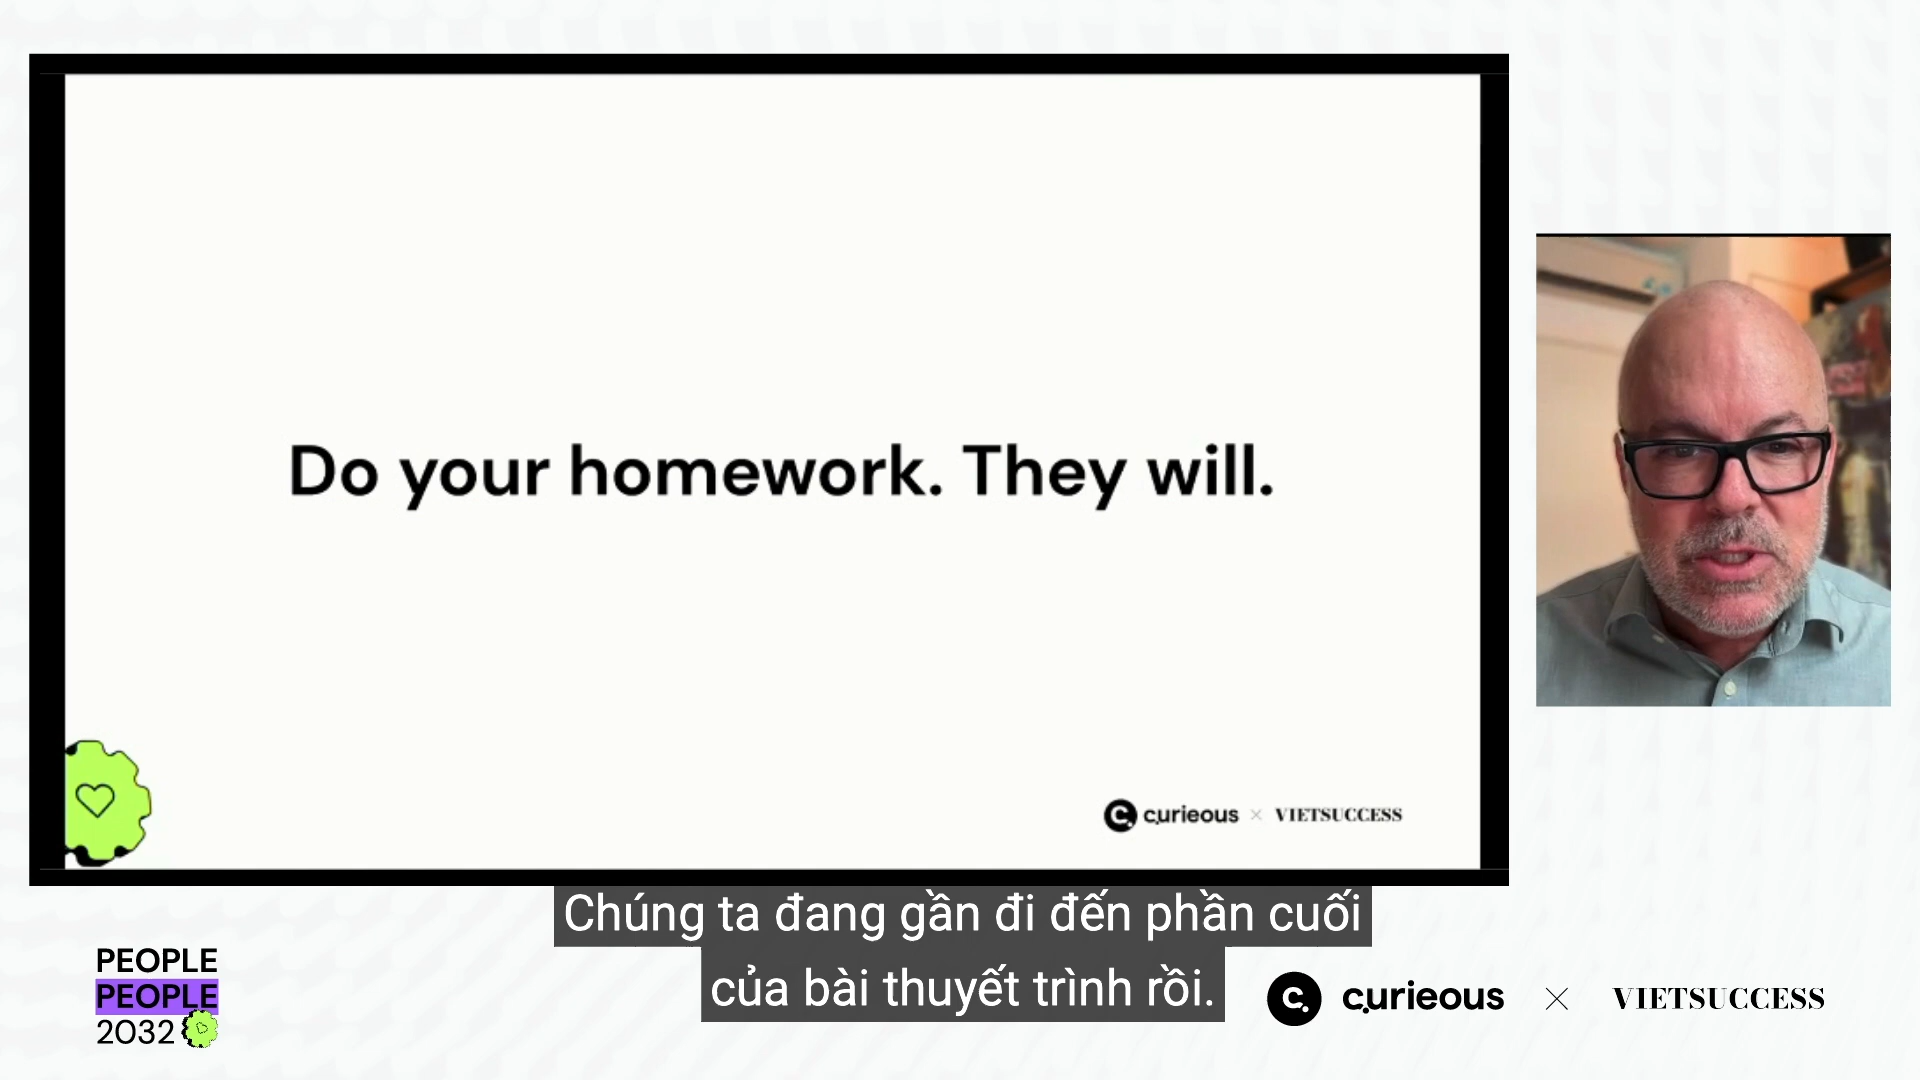 Do your homework. They will.
curieous × VIETSUCCESS
Chúng ta đang gần đi đến phần cuối
của bài thuyết trình rồi.
PEOPLE
PEOPLE
2032
C. curieous × VIETSUCCESS